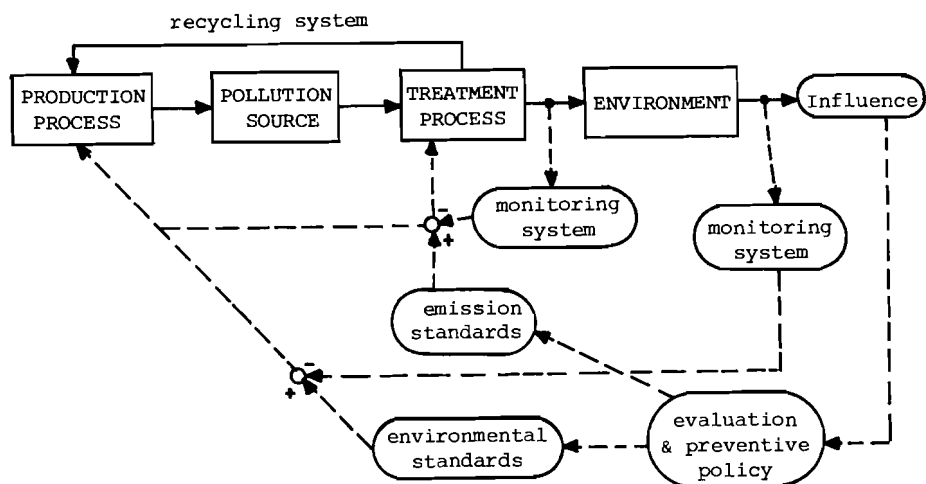 recycling system
PRODUCTION
PROCESS
POLLUTION
SOURCE
TREATMENT
PROCESS
ENVIRONMENT
Influence
-
+
monitoring
system
monitoring
system
emission
standards
-
+
environmental
standards
evaluation
& preventive
policy